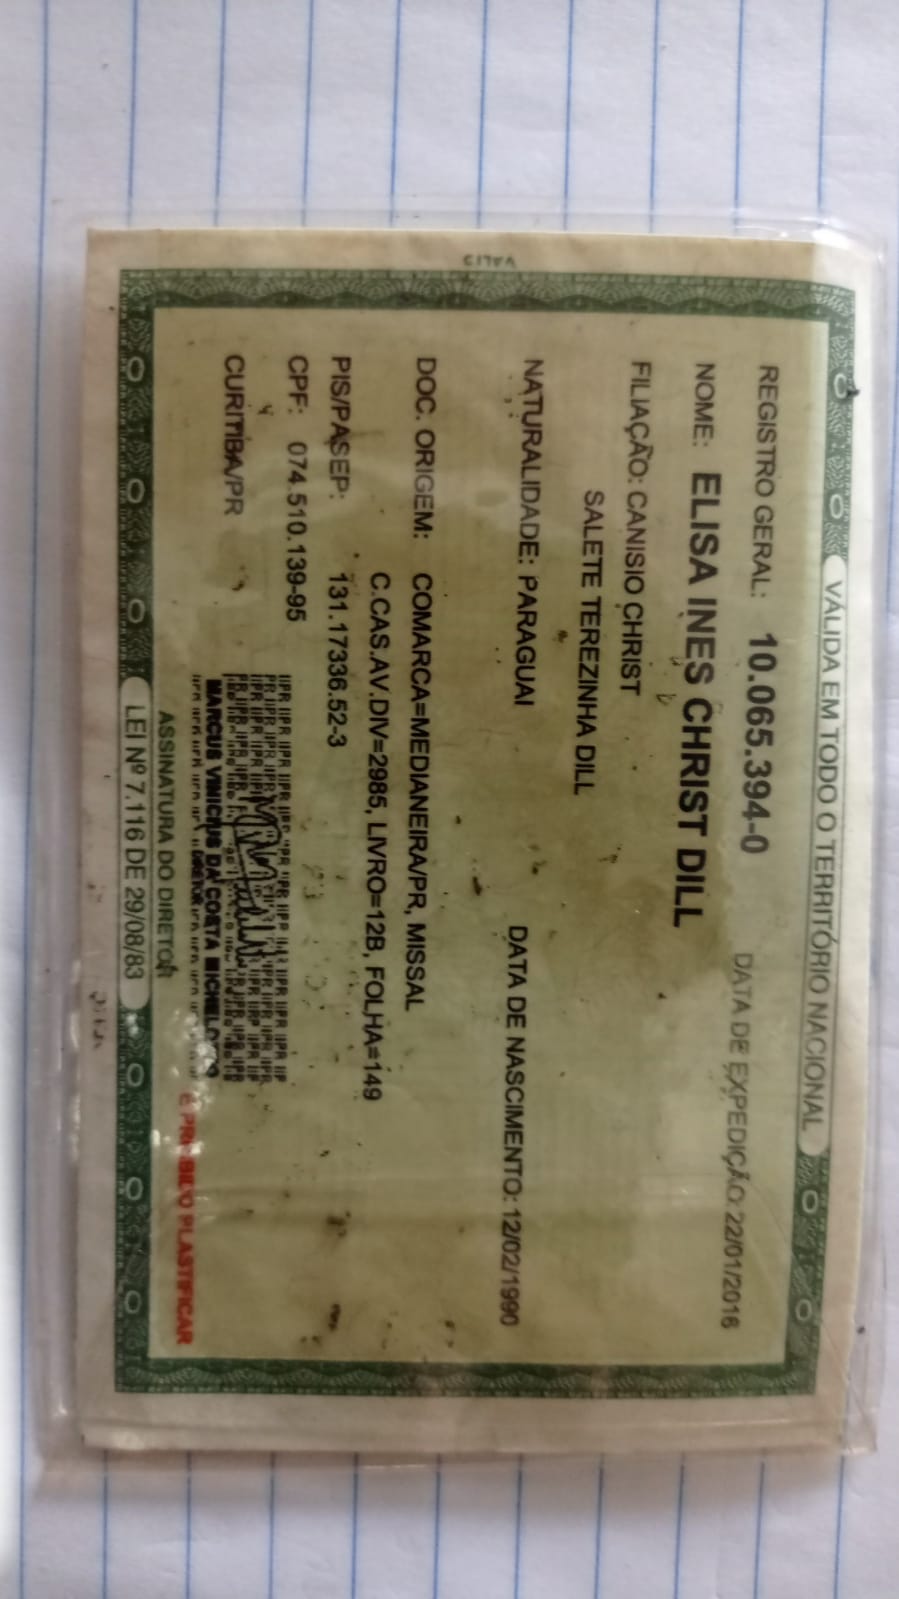 VÁLIDA EM TODO O TERRITÓRIO NACIONAL
REGISTRO GERAL: 10.065.394-0 DATA DE EXPEDIÇÃO: 22/01/2016
NOME: ELISA INES CHRIST DILL
FILIAÇÃO: CANISIO CHRIST
SALETE TEREZINHA DILL
NATURALIDADE: PARAGUAI DATA DE NASCIMENTO: 12/02/1990
DOC. ORIGEM: COMARCA=MEDIANEIRA/PR, MISSAL
C.CAS.AV.DIV=2985, LIVRO=12B, FOLHA=149
PIS/PASEP: 131.17336.52-3
CPF: 074.510.139-95
CURITIBA/PR
MARCUS VINICIUS DA COSTA MICHELOTTO
DIRETOR
ASSINATURA DO DIRETOR
É PROIBIDO PLASTIFICAR
LEI Nº 7.116 DE 29/08/83